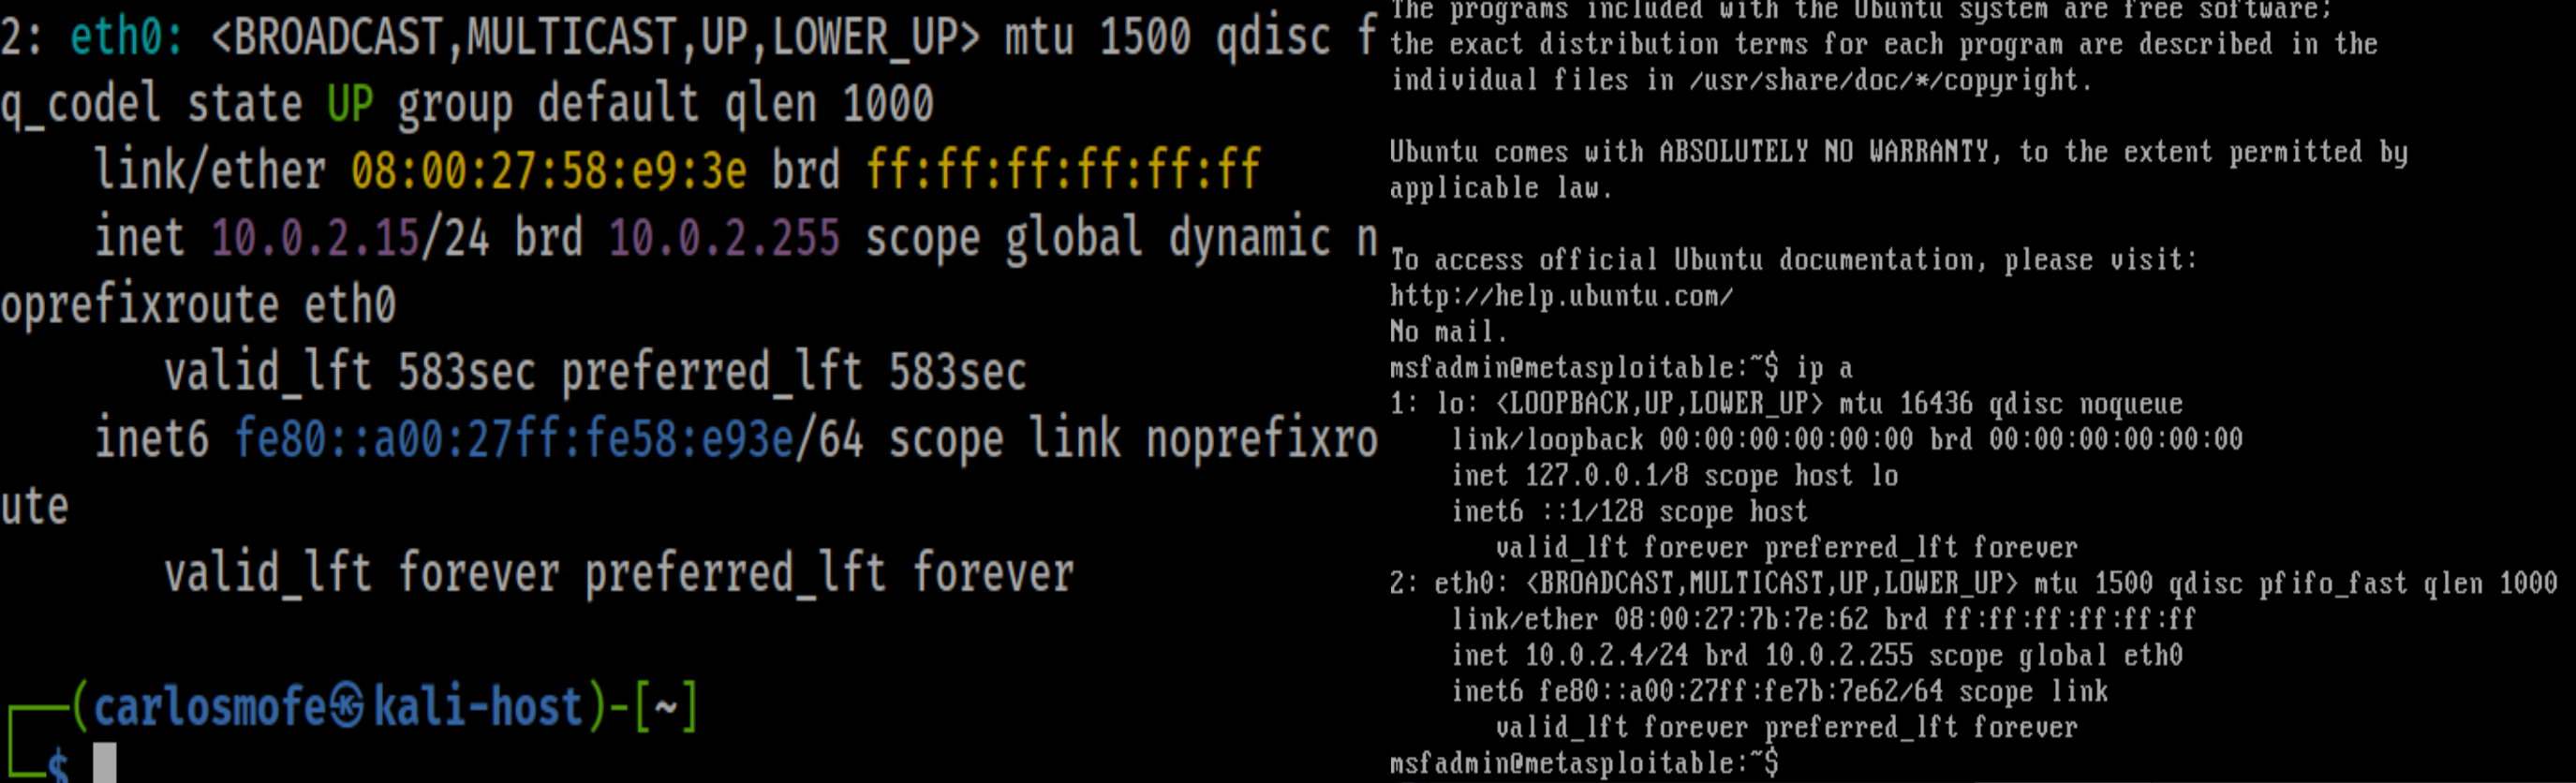 2: eth0: <BROADCAST,MULTICAST,UP,LOWER_UP> mtu 1500 qdisc f
q_codel state UP group default qlen 1000
link/ether 08:00:27:58:e9:3e brd ff:ff:ff:ff:ff:ff
inet 10.0.2.15/24 brd 10.0.2.255 scope global dynamic n
oprefixroute eth0
valid_lft 583sec preferred_lft 583sec
inet6 fe80::a00:27ff:fe58:e93e/64 scope link noprefixro
ute
valid_lft forever preferred_lft forever
┌──(carlosmofe㉿kali-host)-[~]
└─$
The programs included with the Ubuntu system are free software;
the exact distribution terms for each program are described in the
individual files in /usr/share/doc/*/copyright.
Ubuntu comes with ABSOLUTELY NO WARRANTY, to the extent permitted by
applicable law.
To access official Ubuntu documentation, please visit:
http://help.ubuntu.com/
No mail.
msfadmin@metasploitable:~$ ip a
1: lo: <LOOPBACK,UP,LOWER_UP> mtu 16436 qdisc noqueue
link/loopback 00:00:00:00:00:00 brd 00:00:00:00:00:00
inet 127.0.0.1/8 scope host lo
inet6 ::1/128 scope host
valid_lft forever preferred_lft forever
2: eth0: <BROADCAST,MULTICAST,UP,LOWER_UP> mtu 1500 qdisc pfifo_fast qlen 1000
link/ether 08:00:27:7b:7e:62 brd ff:ff:ff:ff:ff:ff
inet 10.0.2.4/24 brd 10.0.2.255 scope global eth0
inet6 fe80::a00:27ff:fe7b:7e62/64 scope link
valid_lft forever preferred_lft forever
msfadmin@metasploitable:~$